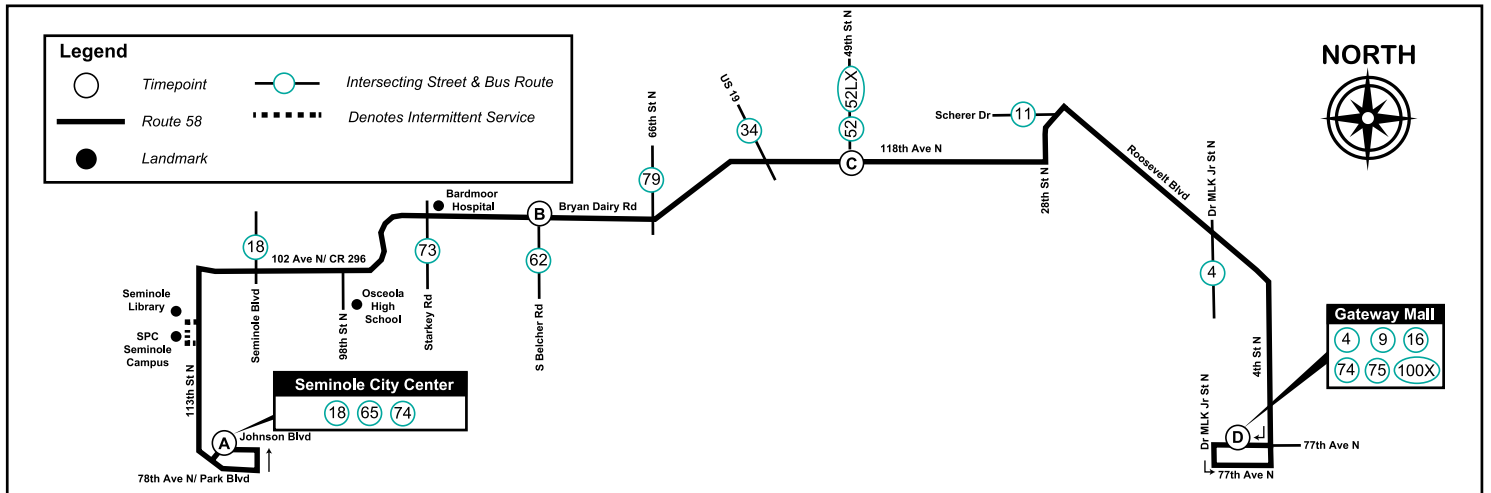 Legend
Timepoint
Intersecting Street & Bus Route
Route 58
Denotes Intermittent Service
Landmark
NORTH
US 19
34
49th St N
52LX
52
C
118th Ave N
Scherer Dr
11
28th St N
Roosevelt Blvd
Dr MLK Jr St N
4
66th St N
79
Bardmoor
Hospital
B
Bryan Dairy Rd
73
Starkey Rd
62
S Belcher Rd
18
Seminole Blvd
102 Ave N/ CR 296
98th St N
Osceola
High
School
Seminole
Library
SPC
Seminole
Campus
113th St N
Seminole City Center
18 65 74
A
Johnson Blvd
78th Ave N/ Park Blvd
Gateway Mall
4 9 16
74 75 100X
4th St N
Dr MLK Jr St N
D
77th Ave N
77th Ave N